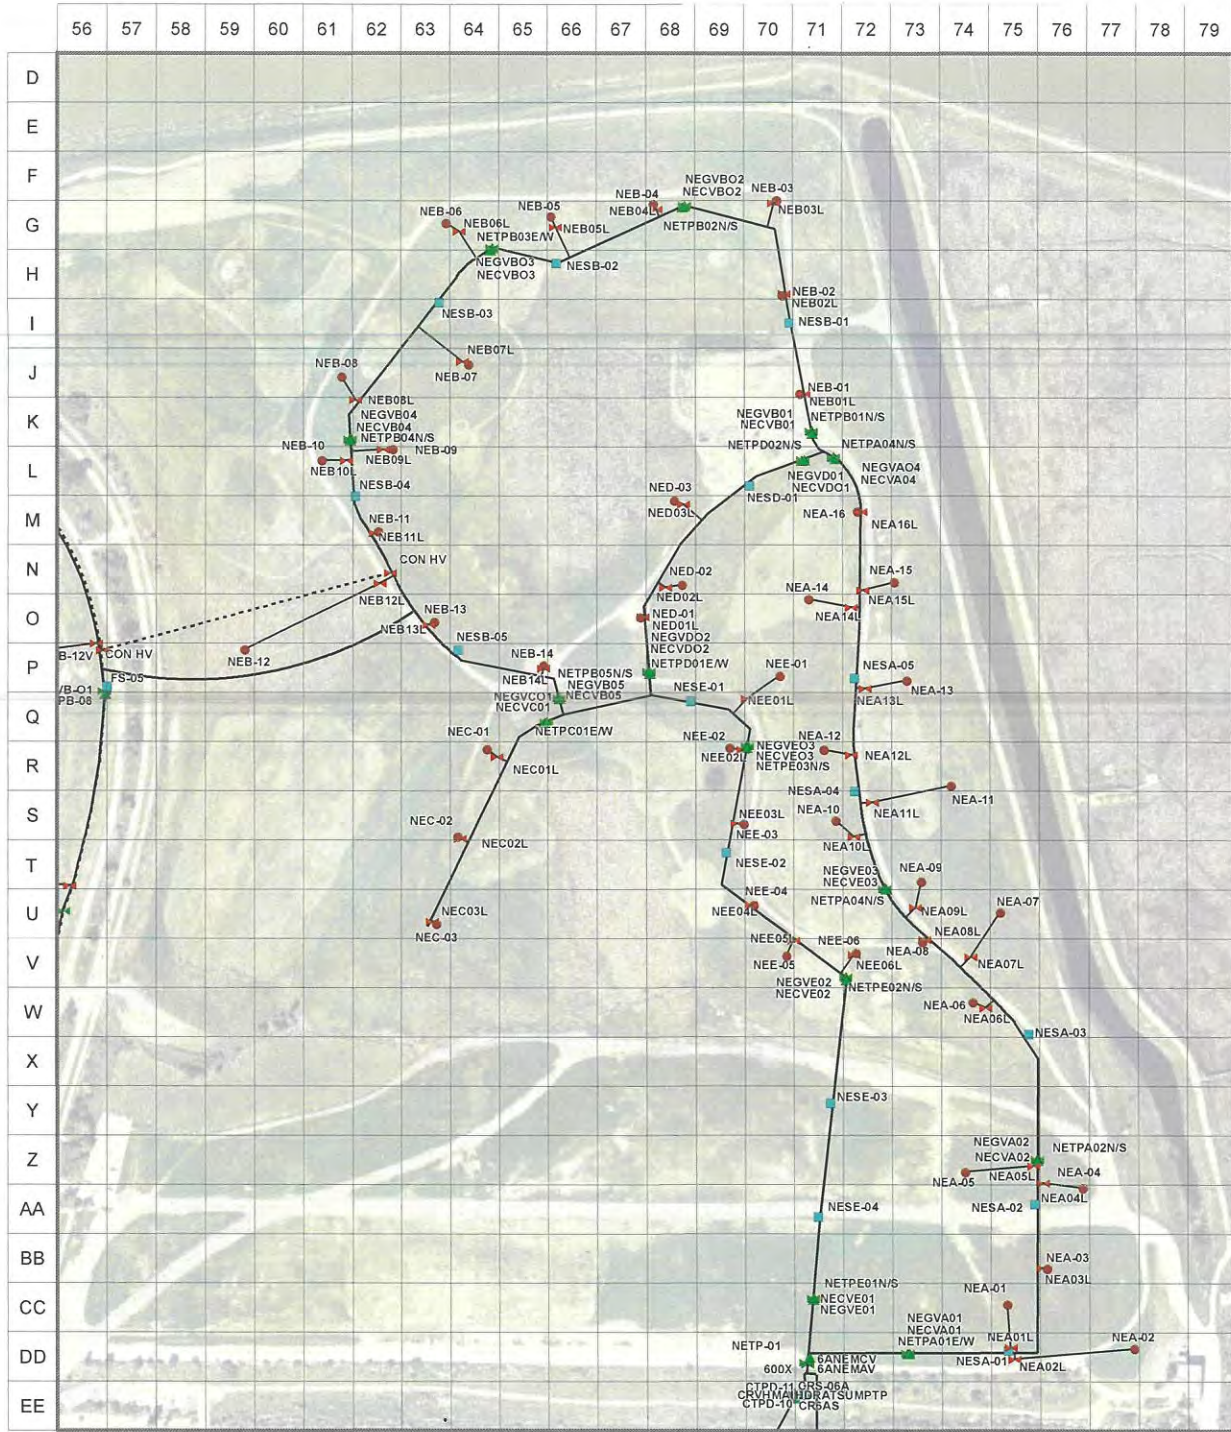 56 57 58 59 60 61 62 63 64 65 66 67 68 69 70 71 72 73 74 75 76 77 78 79
D
E
F
NEGVBO2
NECVBO2
NEB-04
NEB04L
NEB-03
NEB03L
G
NEB-06
NEB06L
NEB-05
NEB05L
NETPB02N/S
NETPB03E/W
H
NEGVBO3
NECVBO3
NESB-02
NEB-02
NEB02L
I
NESB-03
NESB-01
J
NEB-08
NEB07L
NEB-07
NEB-01
NEB01L
K
NEB08L
NEGVB04
NECVB04
NETPB04N/S
NEGVB01
NECVB01
NETPB01N/S
NETPD02N/S
NETPA04N/S
L
NEB-10
NEB10L
NEB09L
NEB-09
NESB-04
NEGVD01
NECVDO1
NEGVAO4
NECVA04
NESD-01
M
NEB-11
NEB11L
NED-03
NED03L
NEA-16
NEA16L
N
CON HV
NEB12L
NED-02
NED02L
NEA-14
NEA-15
NEA15L
O
NEB-13
NEB13L
NED-01
NED01L
NEGVDO2
NECVDO2
NEA14L
P
B-12V
CON HV
FS-05
NEB-12
NESB-05
NEB-14
NEB14L
NETPB05N/S
NEGVB05
NECVB05
NETPD01E/W
NEE-01
NESA-05
NEA-13
NEA13L
Q
VB-O1
PB-08
NEGVCO1
NECVC01
NETPC01E/W
NESE-01
NEE01L
R
NEC-01
NEC01L
NEE-02
NEE02L
NEGVEO3
NECVEO3
NETPE03N/S
NEA-12
NEA12L
S
NEC-02
NEE03L
NEE-03
NESA-04
NEA-10
NEA11L
NEA-11
T
NEC02L
NESE-02
NEA10L
NEGVE03
NECVE03
NEA-09
U
NEC03L
NEC-03
NEE-04
NEE04L
NETPA04N/S
NEA09L
NEA-07
V
NEE05L
NEE-05
NEE-06
NEE06L
NEA08L
NEA-08
NEA07L
NEGVE02
NECVE02
NETPE02N/S
W
NEA-06
NEA06L
NESA-03
X
Y
NESE-03
Z
NEGVA02
NECVA02
NETPA02N/S
NEA-05
NEA05L
NEA-04
AA
NESE-04
NESA-02
NEA04L
BB
NEA-03
NEA03L
CC
NETPE01N/S
NECVE01
NEGVE01
NEA-01
NEGVA01
NECVA01
NETPA01E/W
DD
NETP-01
600X
6ANEMCV
6ANEMAV
NEA01L
NESA-01
NEA02L
NEA-02
EE
CTPD-11
CRS-06A
CTPD-10
CR6AS